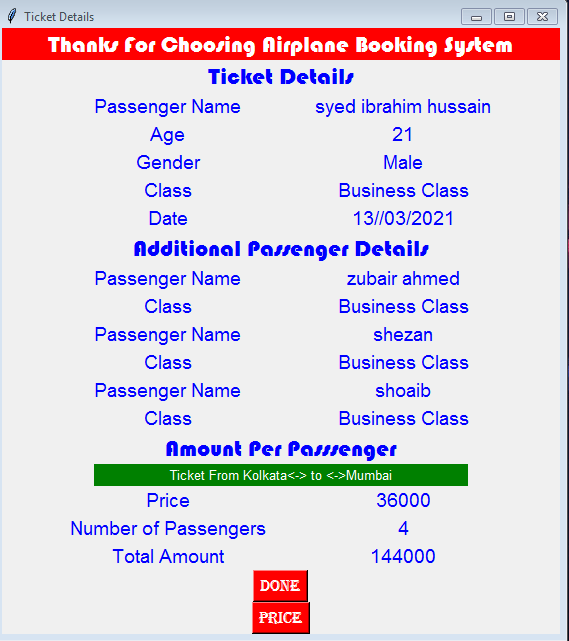 Ticket Details
Thanks For Choosing Airplane Booking System
Ticket Details
Passenger Name syed ibrahim hussain
Age 21
Gender Male
Class Business Class
Date 13//03/2021
Additional Passenger Details
Passenger Name zubair ahmed
Class Business Class
Passenger Name shezan
Class Business Class
Passenger Name shoaib
Class Business Class
Amount Per Passsenger
Ticket From Kolkata<-> to <->Mumbai
Price 36000
Number of Passengers 4
Total Amount 144000
DONE
PRICE